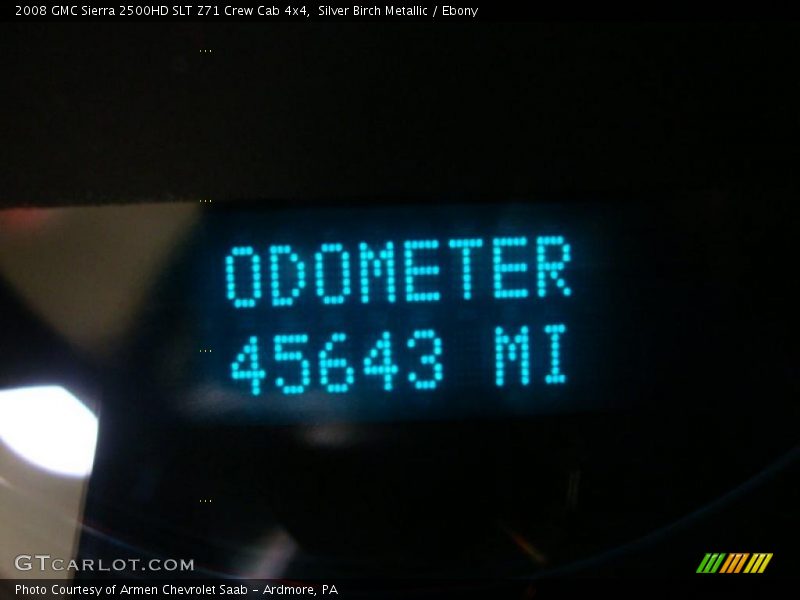 2008 GMC Sierra 2500HD SLT Z71 Crew Cab 4x4,  Silver Birch Metallic / Ebony
ODOMETER
45643 MI
GTCARLOT.COM
Photo Courtesy of Armen Chevrolet Saab - Ardmore, PA